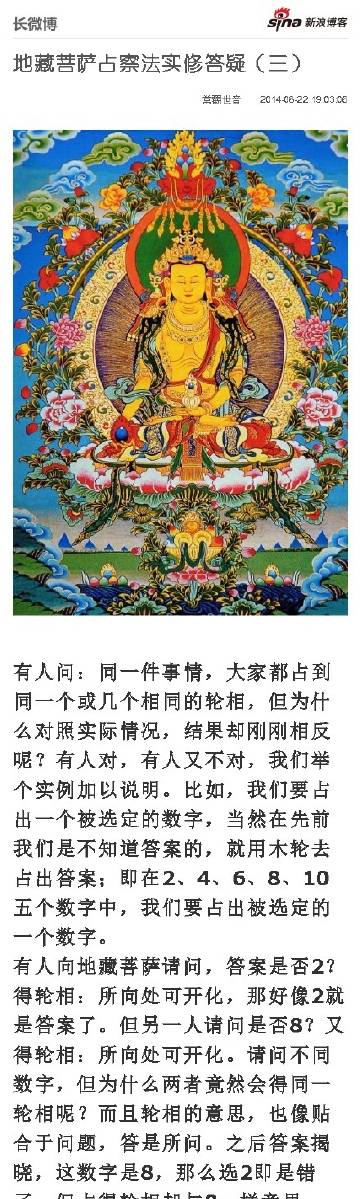 长微博
sina 新浪博客
地藏菩萨占察法实修答疑（三）
2014-06-22 19:03:06
有人问：同一件事情，大家都占到
同一个或几个相同的轮相，但为什
么对照实际情况，结果却刚刚相反
呢？有人对，有人又不对，我们举
个实例加以说明。比如，我们要占
出一个被选定的数字，当然在先前
我们是不知道答案的，就用木轮去
占出答案；即在2、4、6、8、10
五个数字中，我们要占出被选定的
一个数字。
有人向地藏菩萨请问，答案是否2？
得轮相：所向处可开化，那好像2就
是答案了。但另一人请问是否8？又
得轮相：所向处可开化。请问不同
数字，但为什么两者竟然会得同一
轮相呢？而且轮相的意思，也像贴
合于问题，答是所问。之后答案揭
晓，这数字是8，那么选2即是错